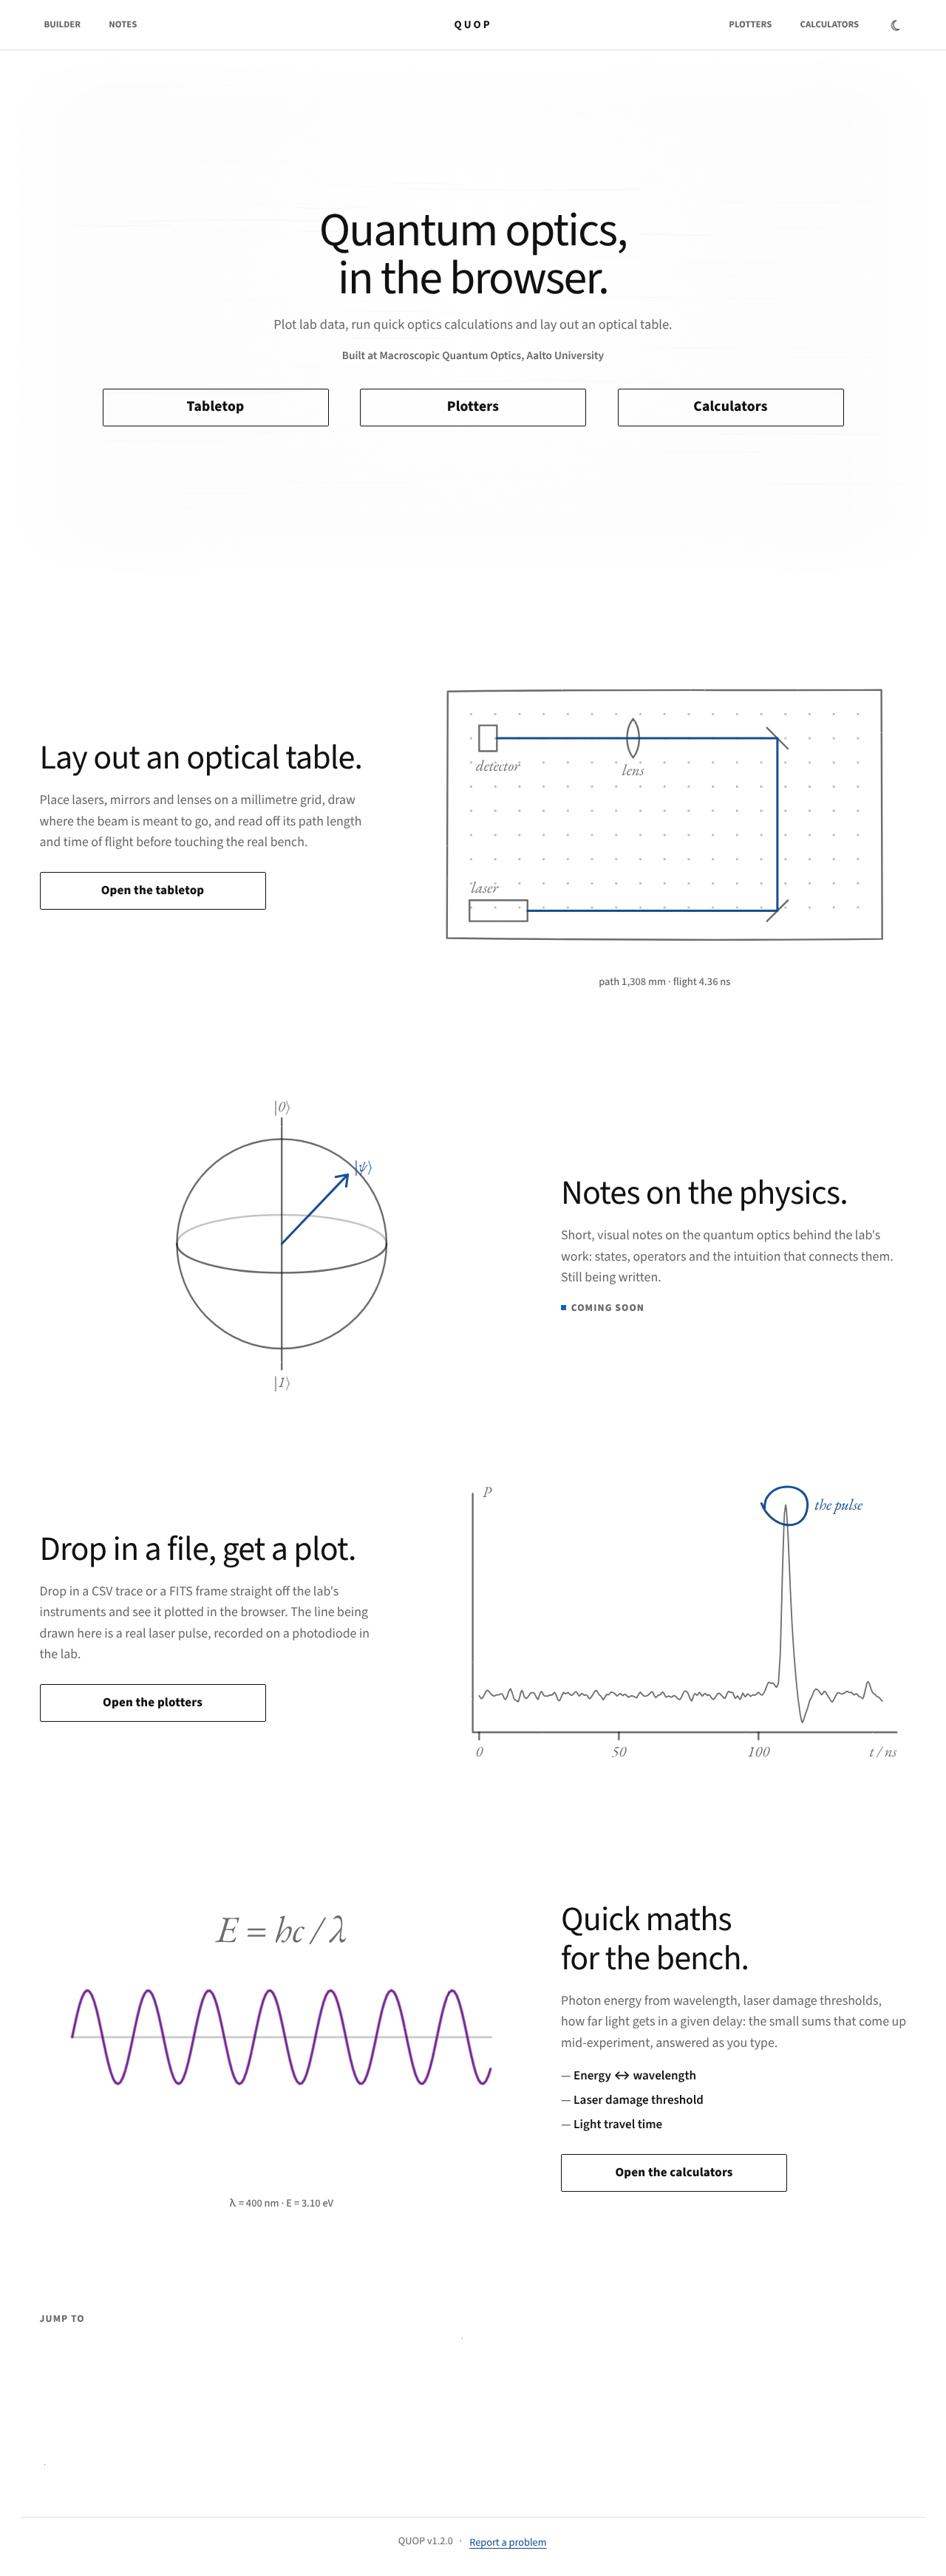 BUILDER NOTES QUOP PLOTTERS CALCULATORS
Quantum optics,
in the browser.
Plot lab data, run quick optics calculations and lay out an optical table.
Built at Macroscopic Quantum Optics, Aalto University
Tabletop Plotters Calculators
Lay out an optical table.
Place lasers, mirrors and lenses on a millimetre grid, draw
where the beam is meant to go, and read off its path length
and time of flight before touching the real bench.
Open the tabletop
detector
lens
laser
path 1,308 mm · flight 4.36 ns
|0⟩
|ψ⟩
|1⟩
Notes on the physics.
Short, visual notes on the quantum optics behind the lab's
work: states, operators and the intuition that connects them.
Still being written.
COMING SOON
Drop in a file, get a plot.
Drop in a CSV trace or a FITS frame straight off the lab's
instruments and see it plotted in the browser. The line being
drawn here is a real laser pulse, recorded on a photodiode in
the lab.
Open the plotters
P
the pulse
0 50 100 t / ns
E = hc / λ
λ = 400 nm · E = 3.10 eV
Quick maths
for the bench.
Photon energy from wavelength, laser damage thresholds,
how far light gets in a given delay: the small sums that come up
mid-experiment, answered as you type.
— Energy ↔ wavelength
— Laser damage threshold
— Light travel time
Open the calculators
JUMP TO
QUOP v1.2.0 · Report a problem